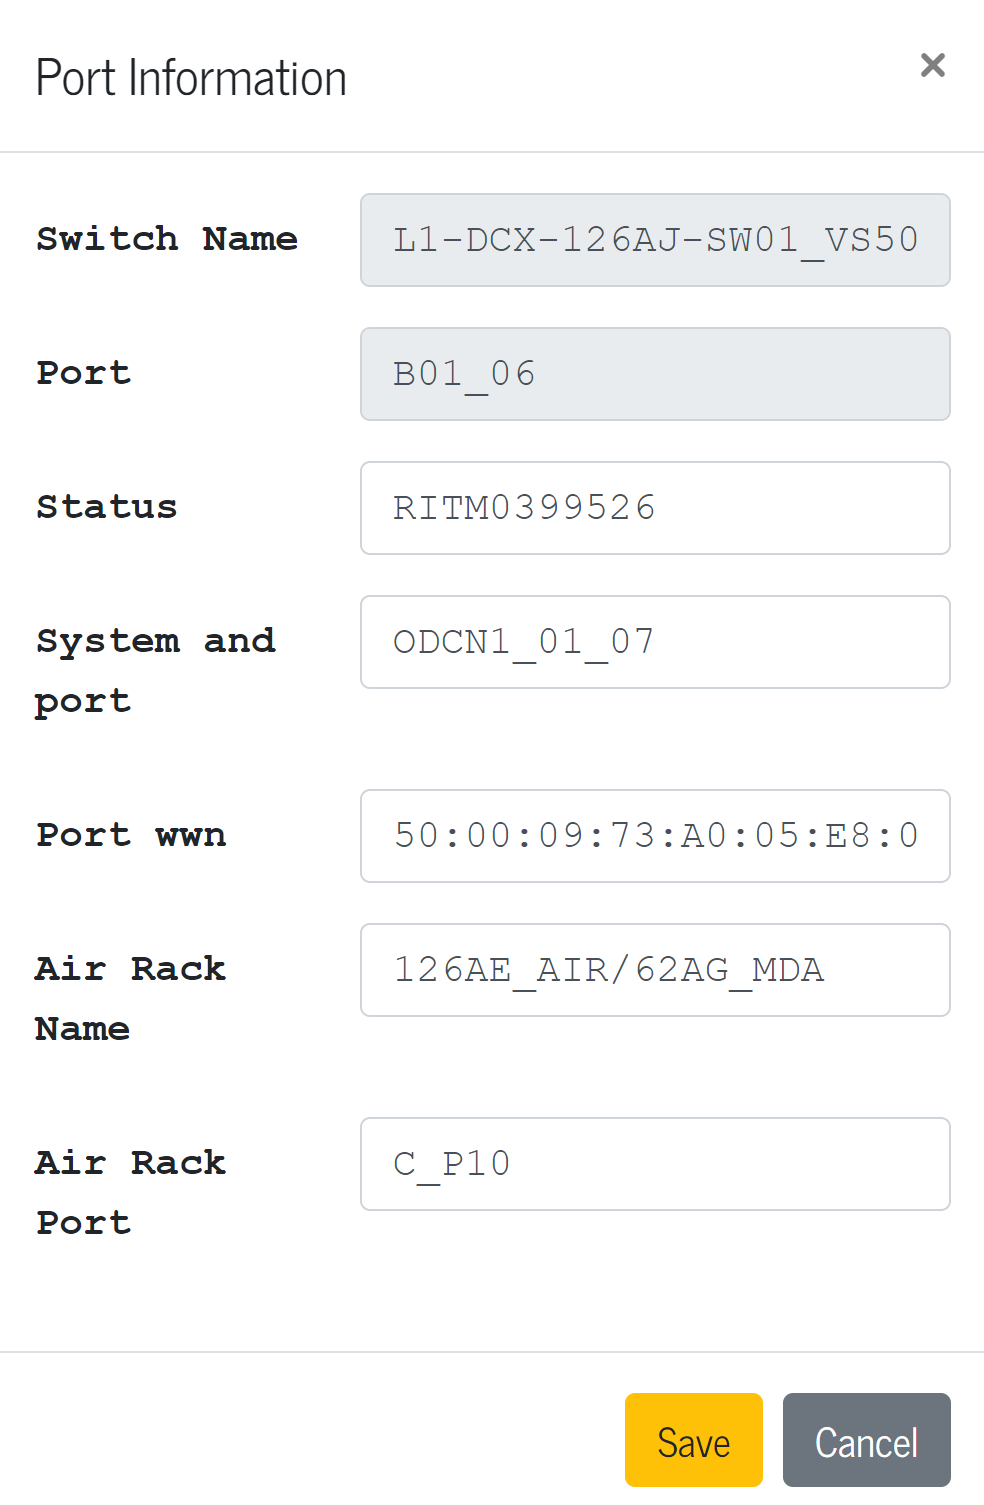 Port Information
×
Switch Name
L1-DCX-126AJ-SW01_VS50
Port
B01_06
Status
RITM0399526
System and
port
ODCN1_01_07
Port wwn
50:00:09:73:A0:05:E8:0
Air Rack
Name
126AE_AIR/62AG_MDA
Air Rack
Port
C_P10
Save
Cancel